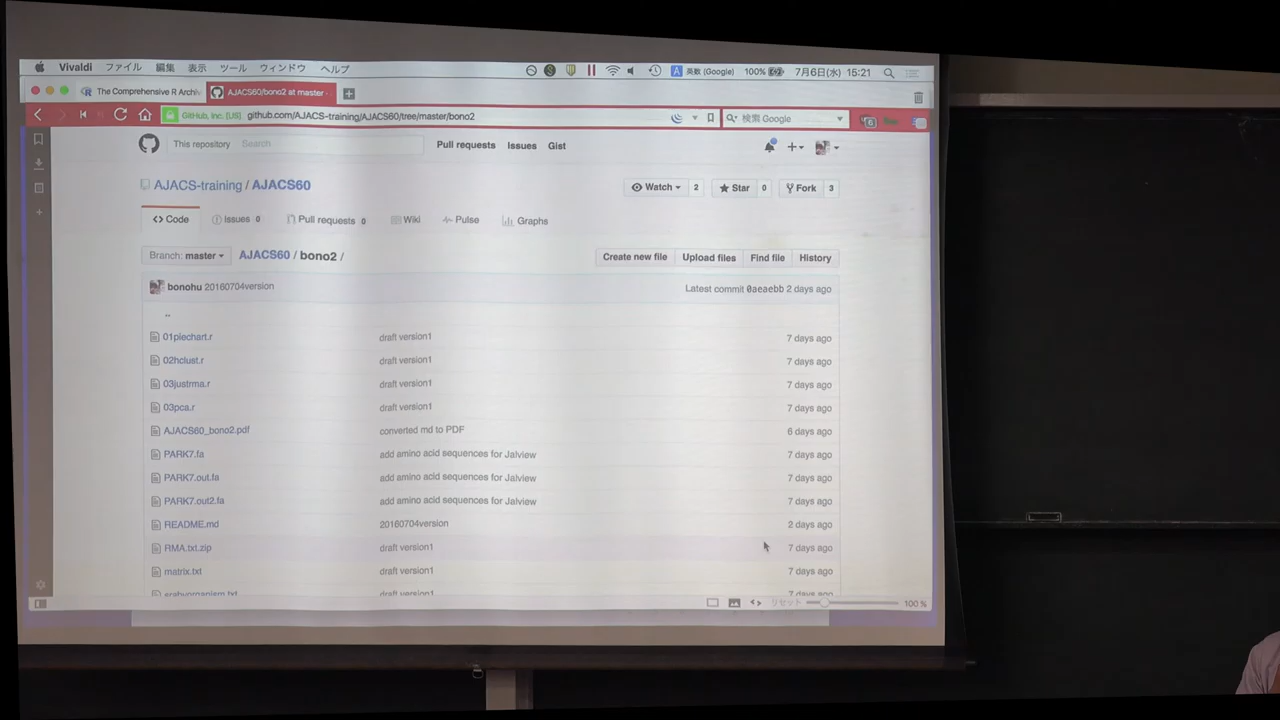 Vivaldi ファイル 編集 表示 ツール ウィンドウ ヘルプ 英数 (Google) 100% 7月6日(水) 15:21
The Comprehensive R Archiv AJACS60/bono2 at master
GitHub, Inc. [US] github.com/AJACS-training/AJACS60/tree/master/bono2 検索 Google
This repository Search Pull requests Issues Gist
AJACS-training / AJACS60 Watch 2 Star 0 Fork 3
Code Issues 0 Pull requests 0 Wiki Pulse Graphs
Branch: master AJACS60 / bono2 / Create new file Upload files Find file History
bonohu 20160704version Latest commit 0aeaebb 2 days ago
..
01piechart.r draft version1 7 days ago
02hclust.r draft version1 7 days ago
03justrma.r draft version1 7 days ago
03pca.r draft version1 7 days ago
AJACS60_bono2.pdf converted md to PDF 6 days ago
PARK7.fa add amino acid sequences for Jalview 7 days ago
PARK7.out.fa add amino acid sequences for Jalview 7 days ago
PARK7.out2.fa add amino acid sequences for Jalview 7 days ago
README.md 20160704version 2 days ago
RMA.txt.zip draft version1 7 days ago
matrix.txt draft version1 7 days ago
draft version1 7 days ago
リセット 100 %